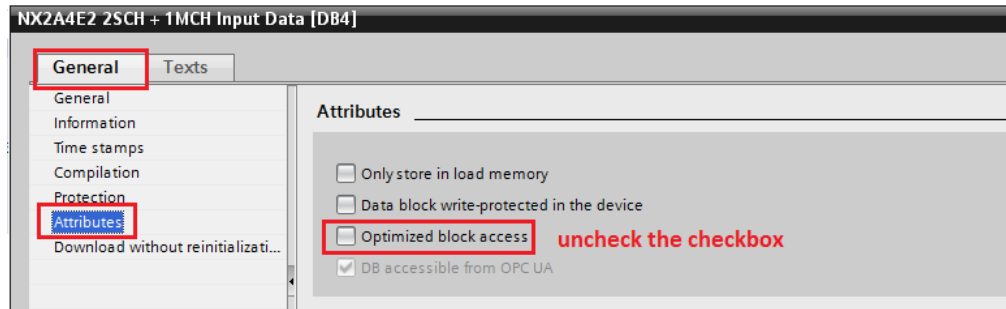 NX2A4E2 2SCH + 1MCH Input Data [DB4]
General Texts
General
Information
Time stamps
Compilation
Protection
Attributes
Download without reinitializati...
Attributes
Only store in load memory
Data block write-protected in the device
Optimized block access uncheck the checkbox
DB accessible from OPC UA